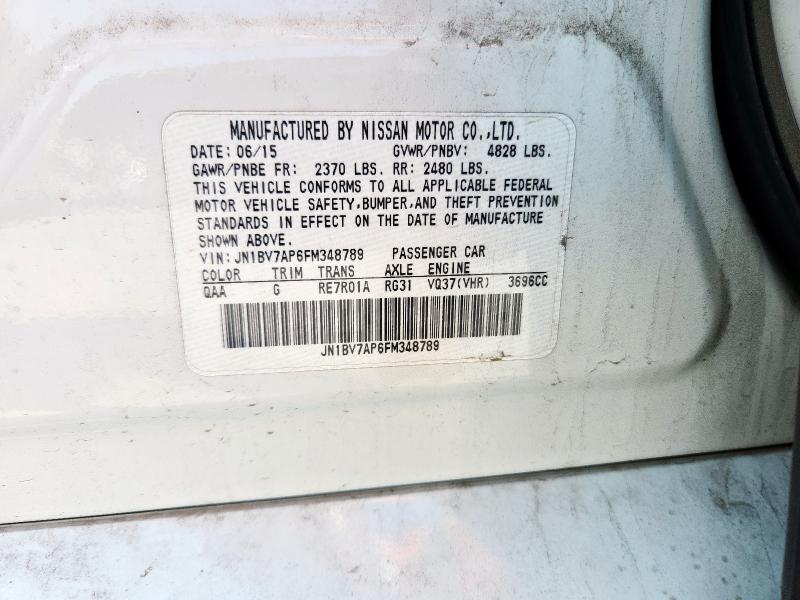 MANUFACTURED BY NISSAN MOTOR CO.,LTD.
DATE: 06/15 GVWR/PNBV: 4828 LBS.
GAWR/PNBE FR: 2370 LBS. RR: 2480 LBS.
THIS VEHICLE CONFORMS TO ALL APPLICABLE FEDERAL
MOTOR VEHICLE SAFETY,BUMPER,AND THEFT PREVENTION
STANDARDS IN EFFECT ON THE DATE OF MANUFACTURE
SHOWN ABOVE.
VIN: JN1BV7AP6FM348789 PASSENGER CAR
COLOR TRIM TRANS AXLE ENGINE
QAA G RE7R01A RG31 VQ37(VHR) 3696CC
JN1BV7AP6FM348789